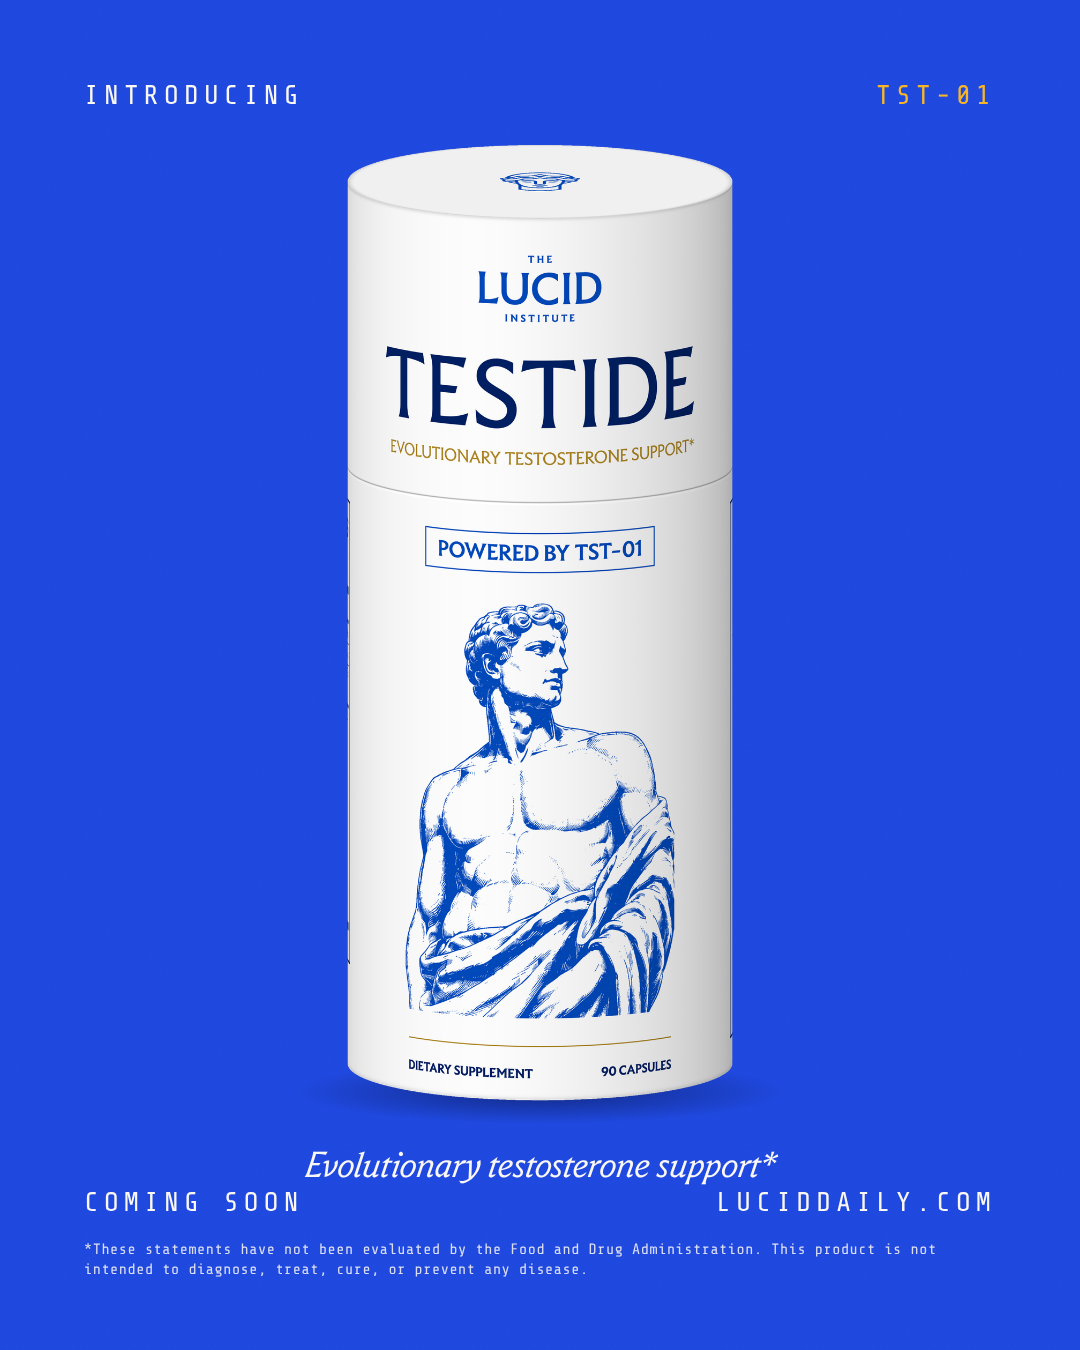 INTRODUCING
TST-01
THE
LUCID
INSTITUTE
TESTIDE
EVOLUTIONARY TESTOSTERONE SUPPORT*
POWERED BY TST-01
DIETARY SUPPLEMENT
90 CAPSULES
Evolutionary testosterone support*
COMING SOON
LUCIDDAILY.COM
*These statements have not been evaluated by the Food and Drug Administration. This product is not
intended to diagnose, treat, cure, or prevent any disease.